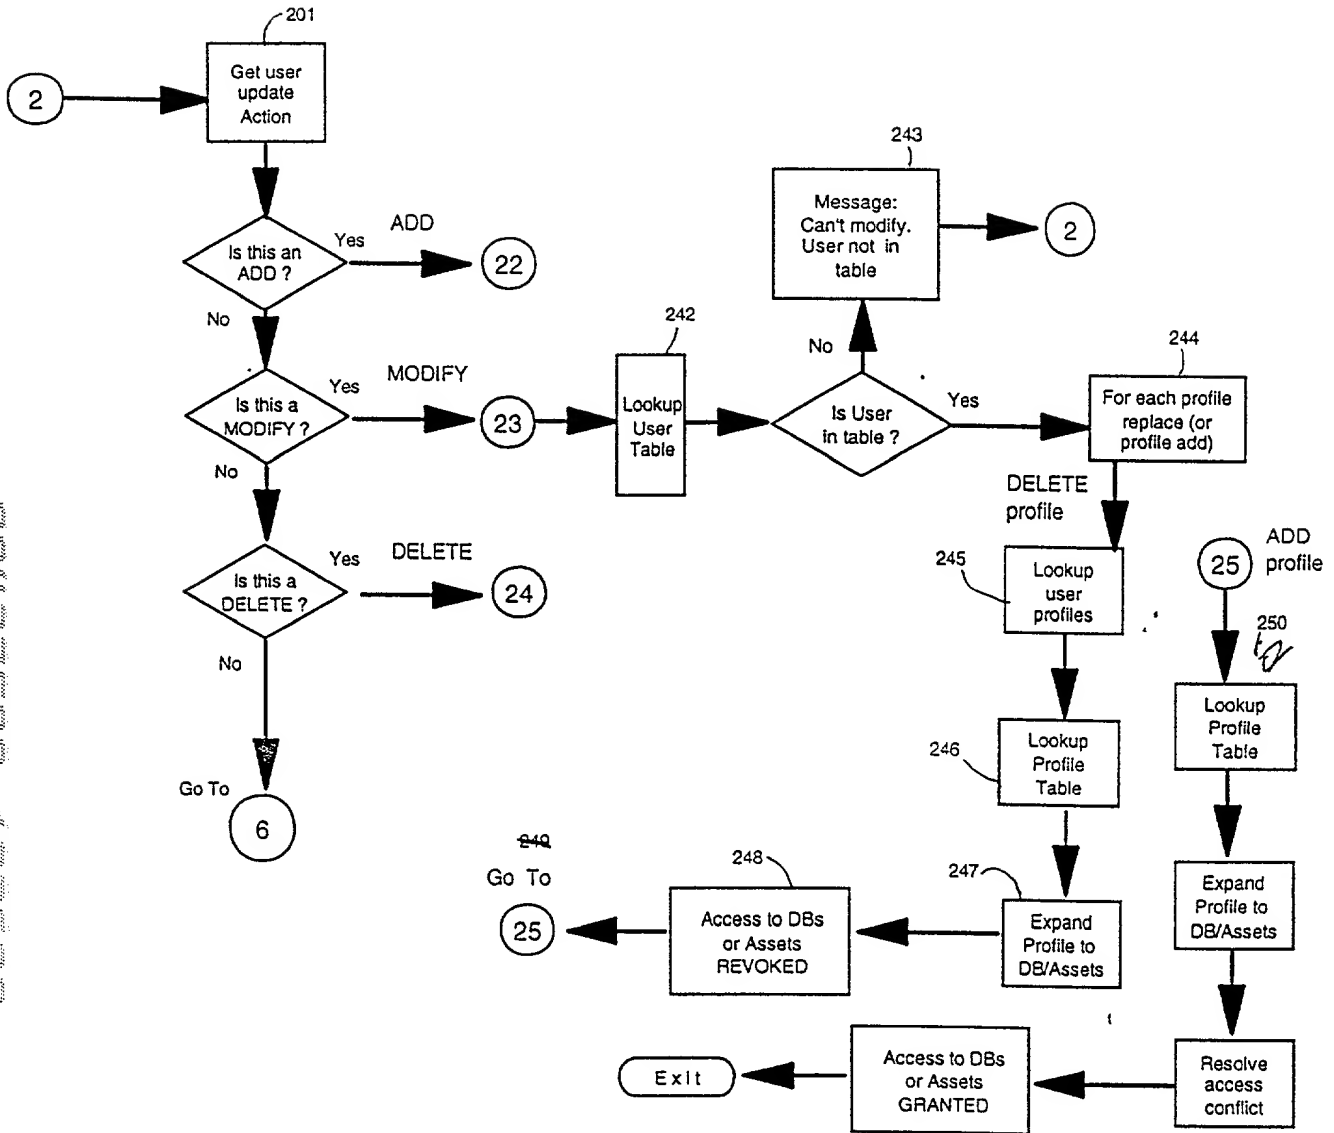 201
2
Get user
update
Action
Is this an
ADD ?
Yes
ADD
22
No
Is this a
MODIFY ?
Yes
MODIFY
23
No
Is this a
DELETE ?
Yes
DELETE
24
No
Go To
6
242
Lookup
User
Table
Is User
in table ?
No
243
Message:
Can't modify.
User not in
table
2
Yes
244
For each profile
replace (or
profile add)
DELETE
profile
245
Lookup
user
profiles
246
Lookup
Profile
Table
247
Expand
Profile to
DB/Assets
248
Access to DBs
or Assets
REVOKED
249
Go To
25
ADD
profile
25
250
Lookup
Profile
Table
Expand
Profile to
DB/Assets
Resolve
access
conflict
Access to DBs
or Assets
GRANTED
Exit